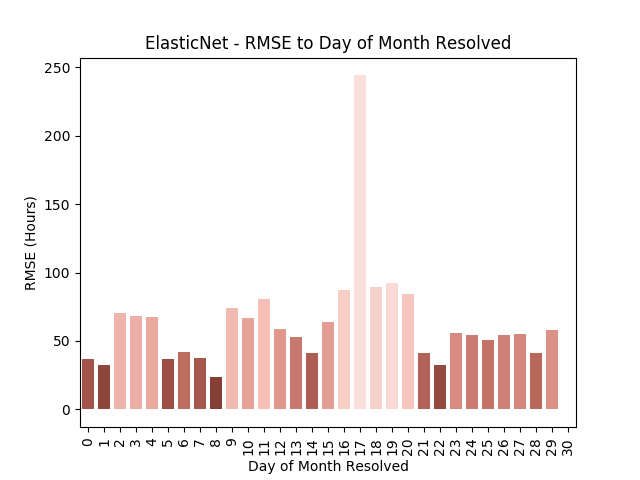 ElasticNet - RMSE to Day of Month Resolved
250
200
150
100
50
0
RMSE (Hours)
0 1 2 3 4 5 6 7 8 9 10 11 12 13 14 15 16 17 18 19 20 21 22 23 24 25 26 27 28 29 30
Day of Month Resolved